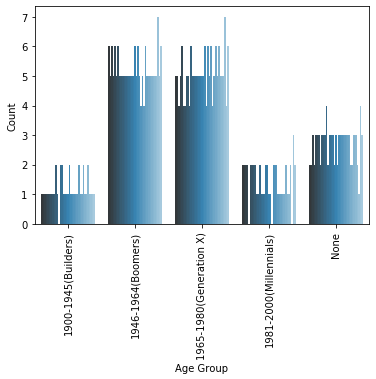 7
6
5
4
3
2
1
0
Count
1900-1945(Builders)
1946-1964(Boomers)
1965-1980(Generation X)
1981-2000(Millennials)
None
Age Group